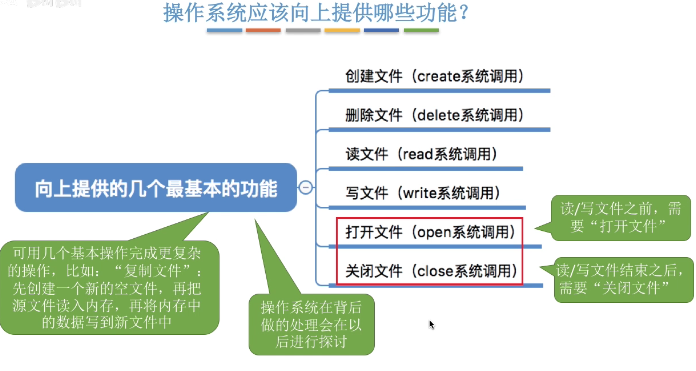 操作系统应该向上提供哪些功能?
创建文件（create系统调用）
删除文件（delete系统调用）
读文件（read系统调用）
向上提供的几个最基本的功能
写文件（write系统调用）
打开文件（open系统调用）
关闭文件（close系统调用）
读/写文件之前，需
要“打开文件”
读/写文件结束之后，
需要“关闭文件”
可用几个基本操作完成更复杂
的操作，比如：“复制文件”：
先创建一个新的空文件，再把
源文件读入内存，再将内存中
的数据写到新文件中
操作系统在背后
做的处理会在以
后进行探讨